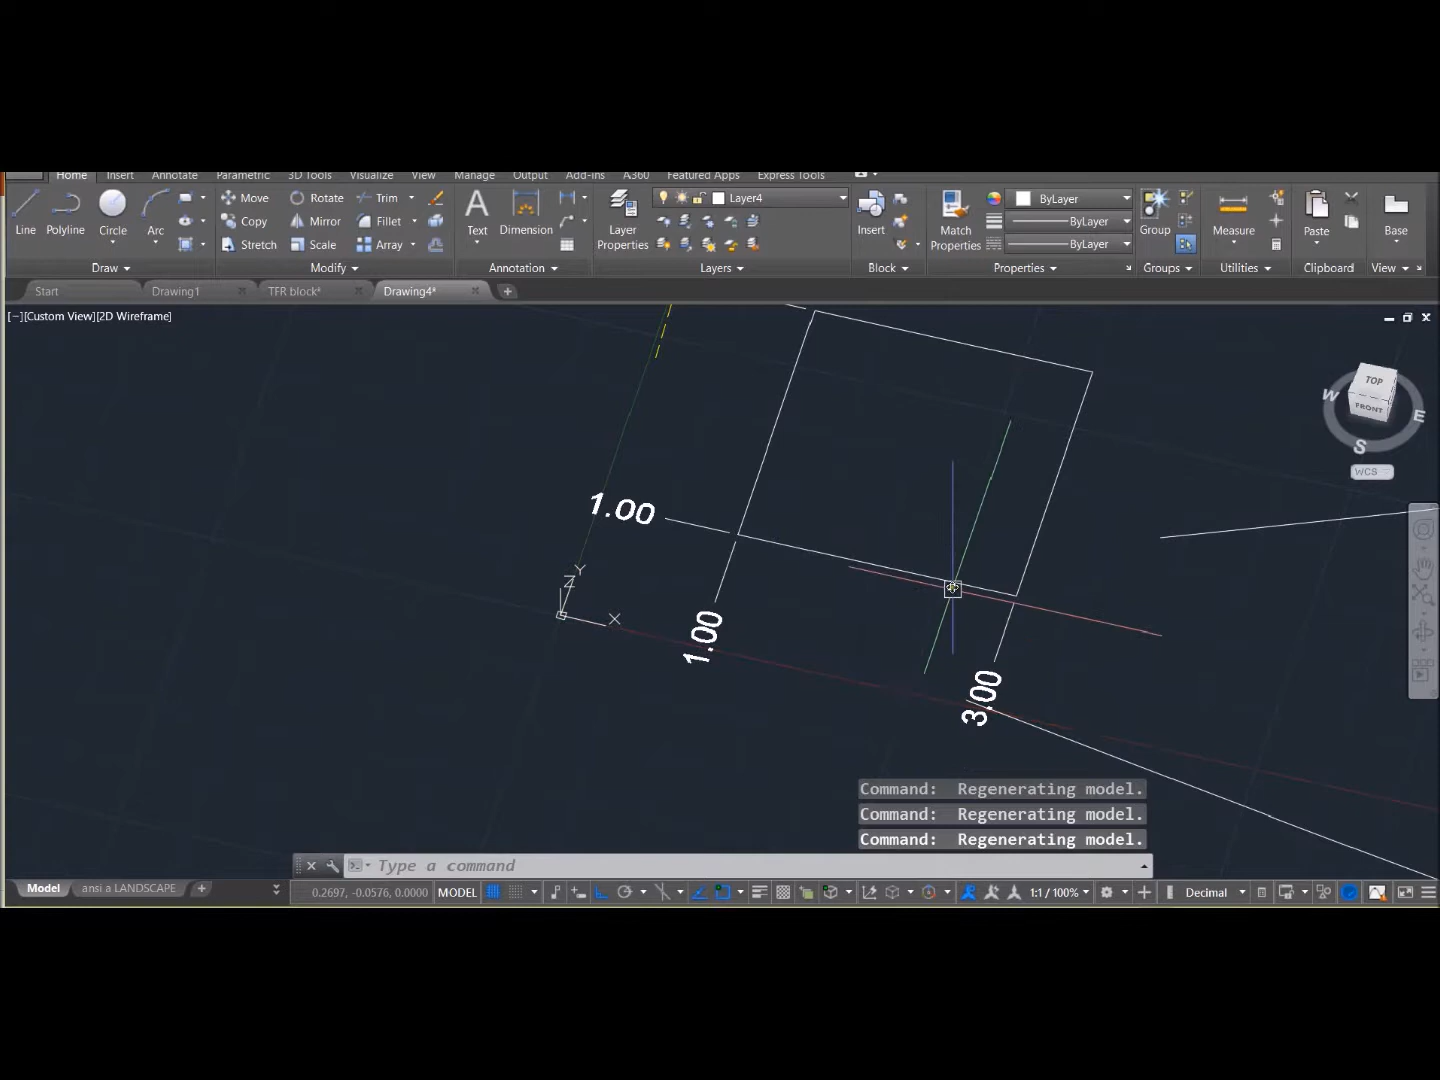 Home Insert Annotate Parametric 3D Tools Visualize View Manage Output Add-ins A360 Featured Apps Express Tools
Line Polyline Circle Arc
Move Rotate Trim
Copy Mirror Fillet
Stretch Scale Array
Text Dimension
Layer Properties
Layer4
Insert
Match Properties
ByLayer
ByLayer
ByLayer
Group Measure Paste Base
Draw Modify Annotation Layers Block Properties Groups Utilities Clipboard View
Start Drawing1 TFR block* Drawing4* +
[−][Custom View][2D Wireframe]
TOP
FRONT
W
E
S
WCS
1.00
Y
Z
X
1.00
3.00
Command: Regenerating model.
Command: Regenerating model.
Command: Regenerating model.
Type a command
Model ansi a LANDSCAPE + 0.2697, -0.0576, 0.0000 MODEL 1:1 / 100% Decimal